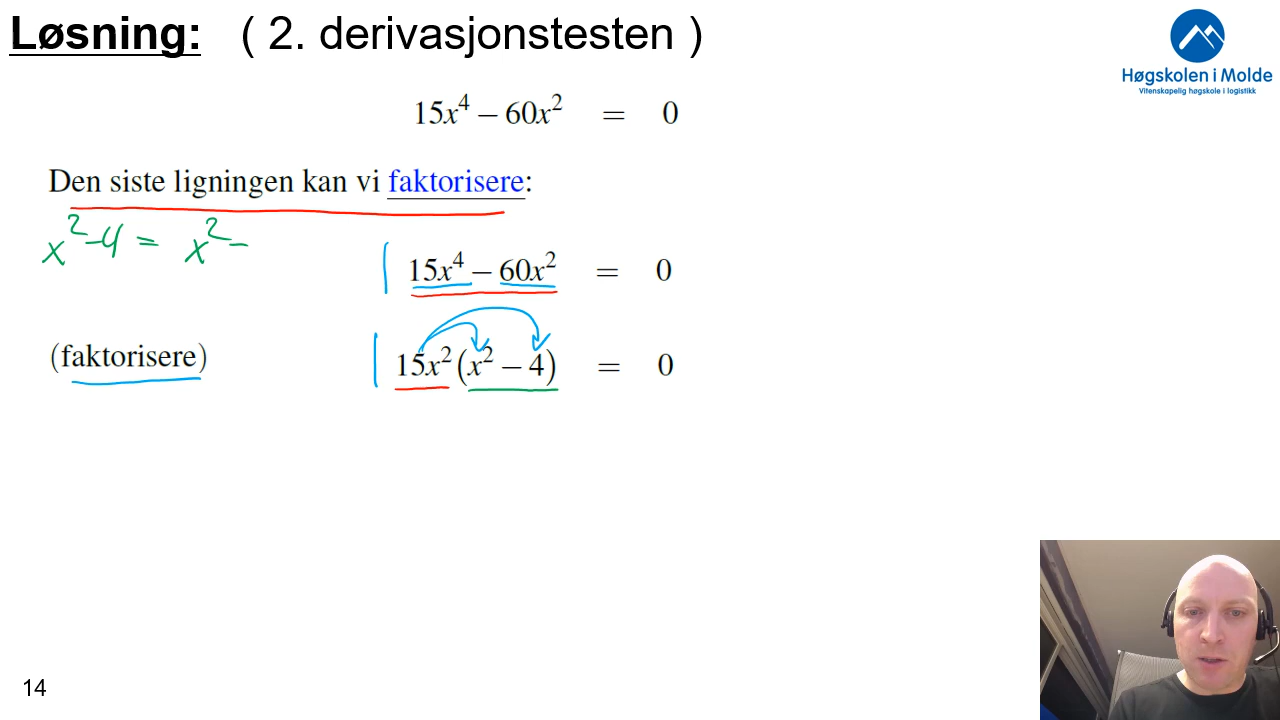 Løsning: ( 2. derivasjonstesten )
Høgskolen i Molde
Vitenskapelig høgskole i logistikk
15x⁴ – 60x² = 0
Den siste ligningen kan vi faktorisere:
x² - 4 = x² -
15x⁴ – 60x² = 0
(faktorisere) 15x²(x² – 4) = 0
14